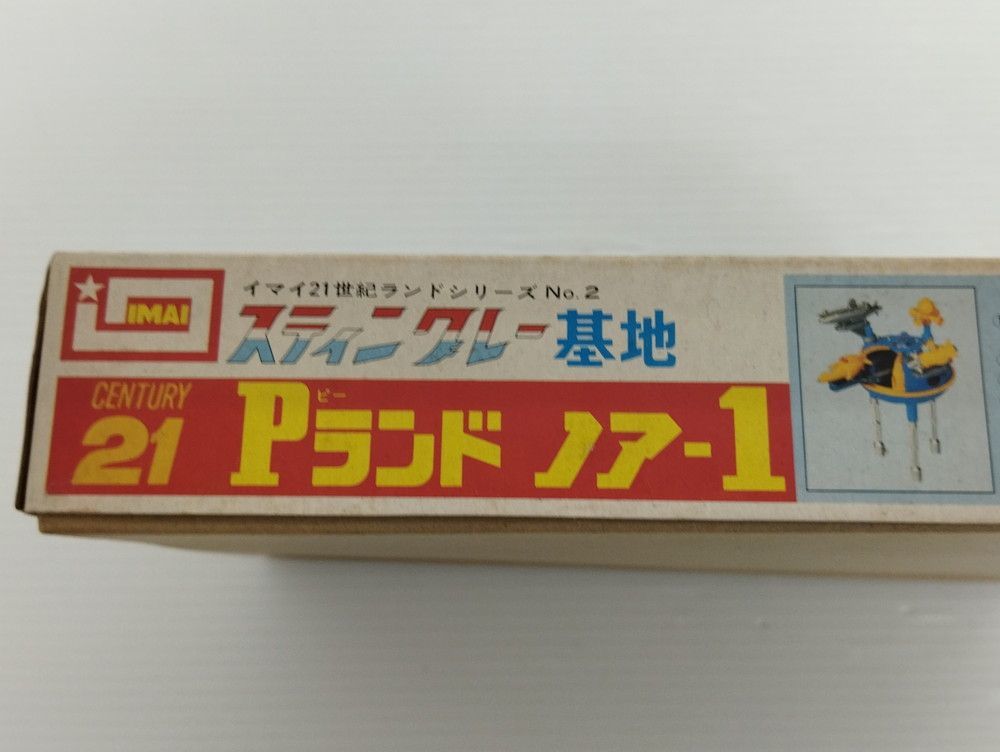 IMAI
イマイ21世紀ランドシリーズ No.2
スティングレー基地
CENTURY 21
ピー
Pランド ノアー1